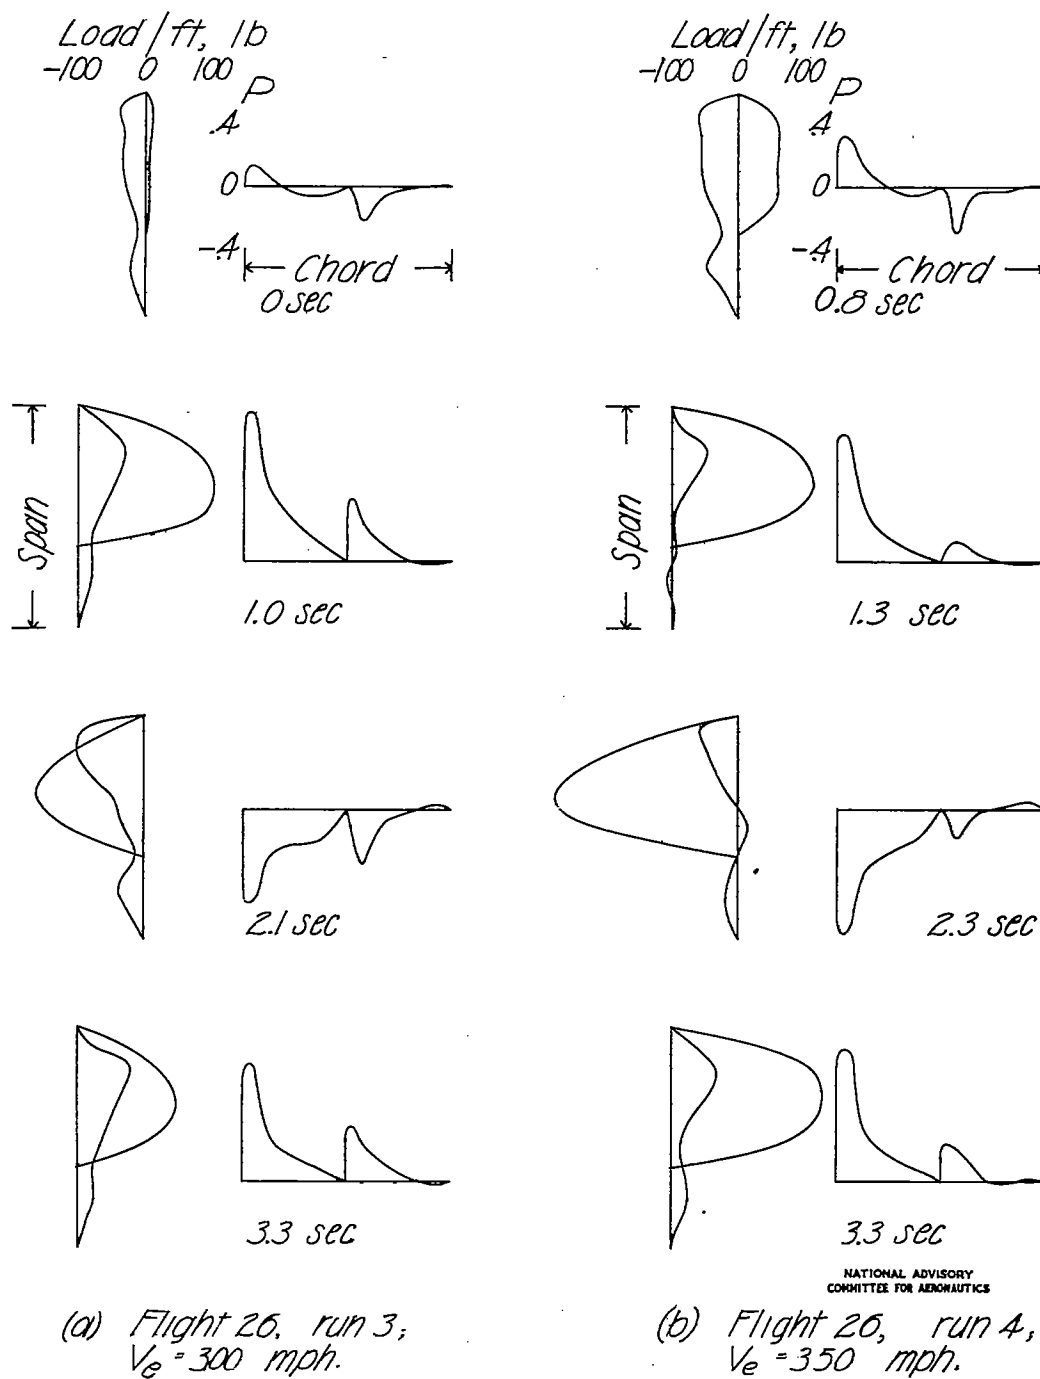 Load/ft, lb
-100 0 100
P
.4
0
-.4
Chord
0 sec
Span
1.0 sec
2.1 sec
3.3 sec
(a) Flight 26, run 3;
Ve = 300 mph.
Load/ft, lb
-100 0 100
P
.4
0
-.4
Chord
0.8 sec
Span
1.3 sec
2.3 sec
3.3 sec
NATIONAL ADVISORY
COMMITTEE FOR AERONAUTICS
(b) Flight 26, run 4;
Ve = 350 mph.